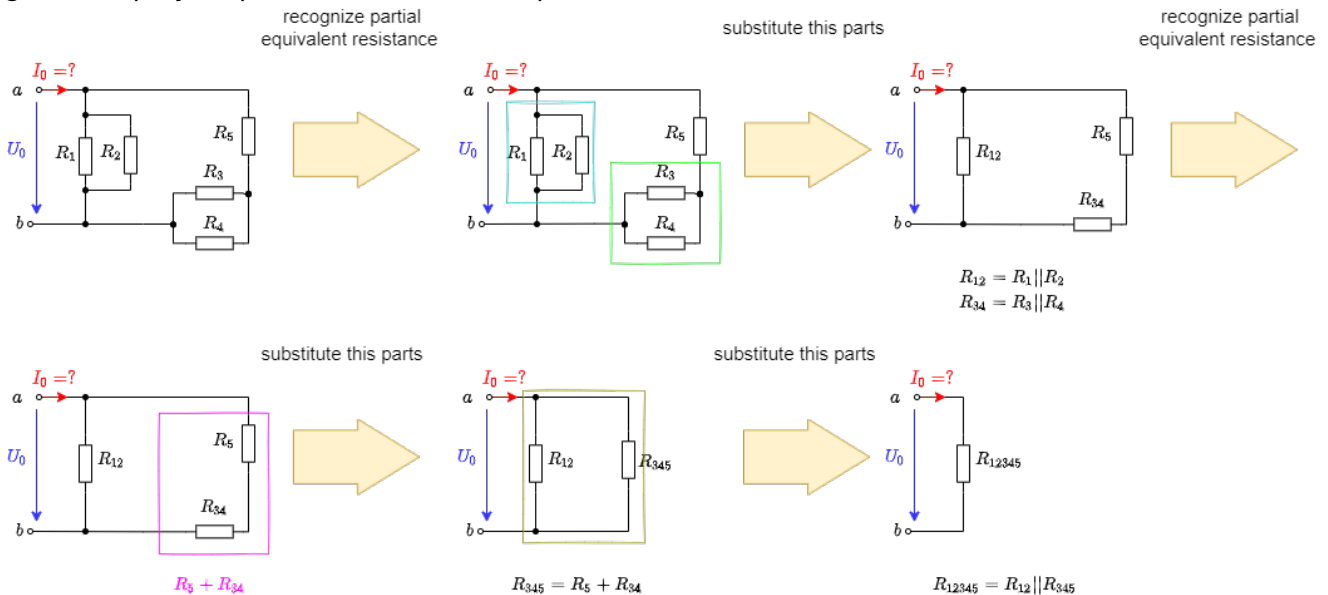 recognize partial
equivalent resistance
substitute this parts
recognize partial
equivalent resistance
I₀ =?
a
U₀
R₁
R₂
R₅
R₃
R₄
b
I₀ =?
a
U₀
R₁
R₂
R₅
R₃
R₄
b
I₀ =?
a
U₀
R₁₂
R₅
R₃₄
b
R₁₂ = R₁||R₂
R₃₄ = R₃||R₄
substitute this parts
substitute this parts
I₀ =?
a
U₀
R₁₂
R₅
R₃₄
b
R₅ + R₃₄
I₀ =?
a
U₀
R₁₂
R₃₄₅
b
R₃₄₅ = R₅ + R₃₄
I₀ =?
a
U₀
R₁₂₃₄₅
b
R₁₂₃₄₅ = R₁₂||R₃₄₅